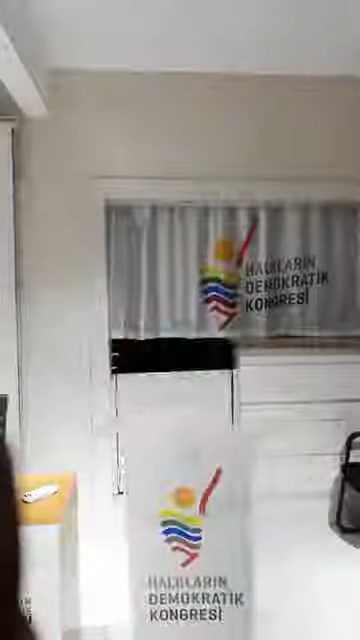 HALKLARIN
DEMOKRATİK
KONGRESİ
HALKLARIN
DEMOKRATİK
KONGRESİ